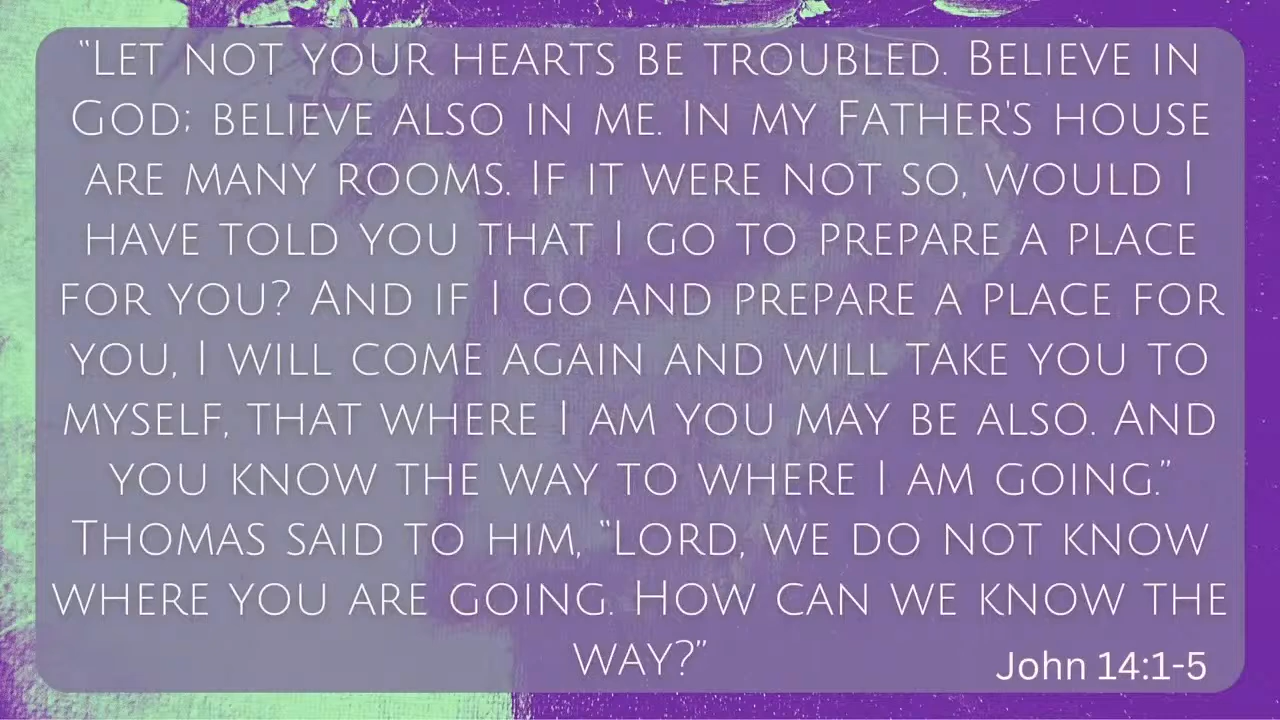 “Let not your hearts be troubled. Believe in
God; believe also in me. In my Father's house
are many rooms. If it were not so, would I
have told you that I go to prepare a place
for you? And if I go and prepare a place for
you, I will come again and will take you to
myself, that where I am you may be also. And
you know the way to where I am going.”
Thomas said to him, “Lord, we do not know
where you are going. How can we know the
way?”
John 14:1-5